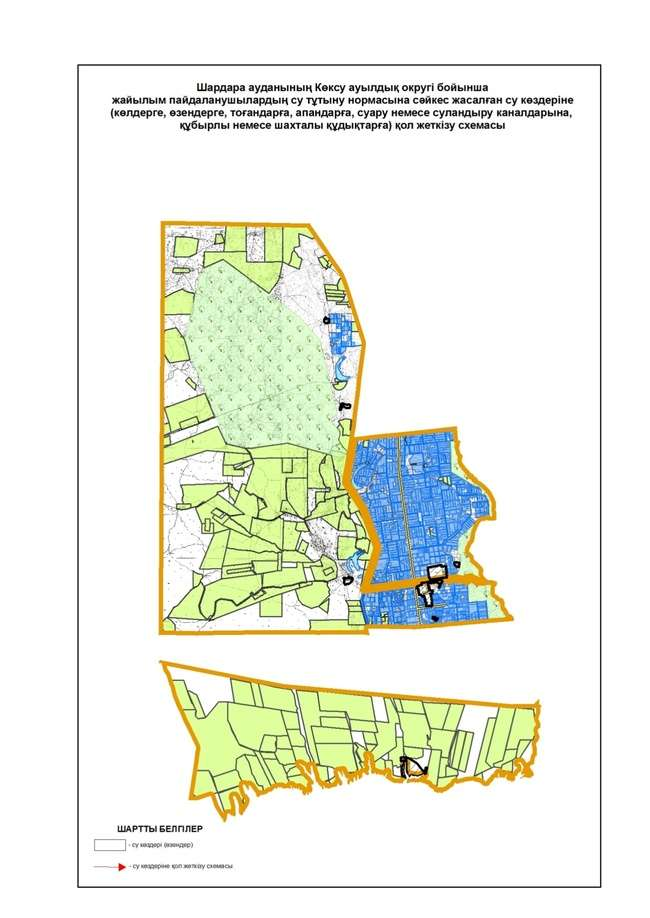 Шардара ауданының Көксу ауылдық округі бойынша
жайылым пайдаланушылардың су тұтыну нормасына сәйкес жасалған су көздеріне
(көлдерге, өзендерге, тоғандарға, апандарға, суару немесе суландыру каналдарына,
құбырлы немесе шахталы құдықтарға) қол жеткізу схемасы
ШАРТТЫ БЕЛГІЛЕР
- су көздері (өзендер)
- су көздеріне қол жеткізу схемасы